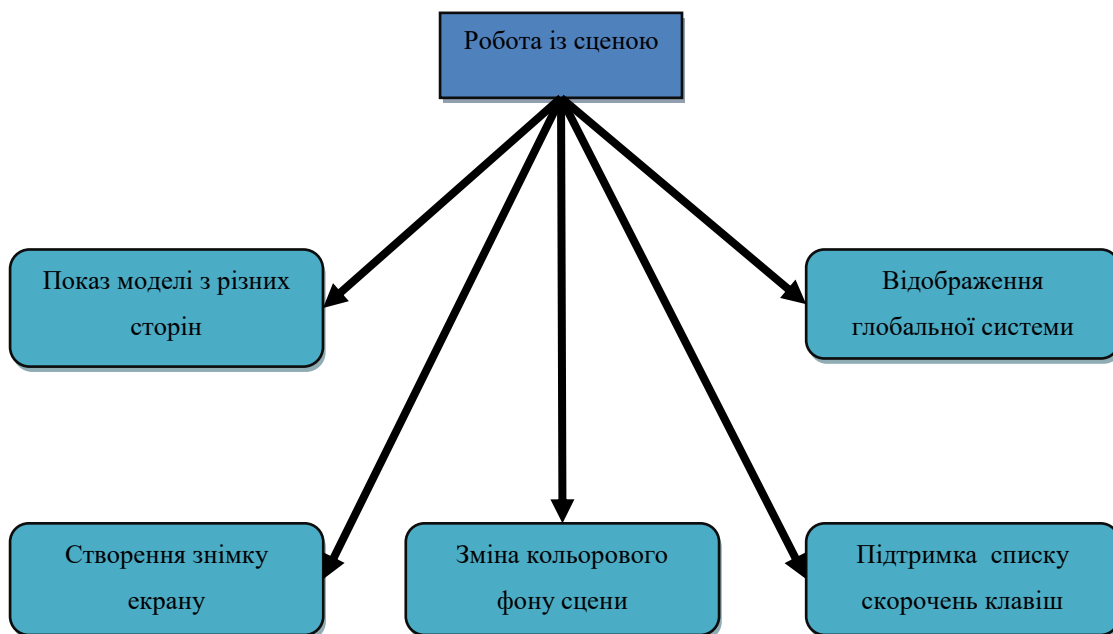 Робота із сценою
Показ моделі з різних
сторін
Відображення
глобальної системи
Створення знімку
екрану
Зміна кольорового
фону сцени
Підтримка  списку
скорочень клавіш